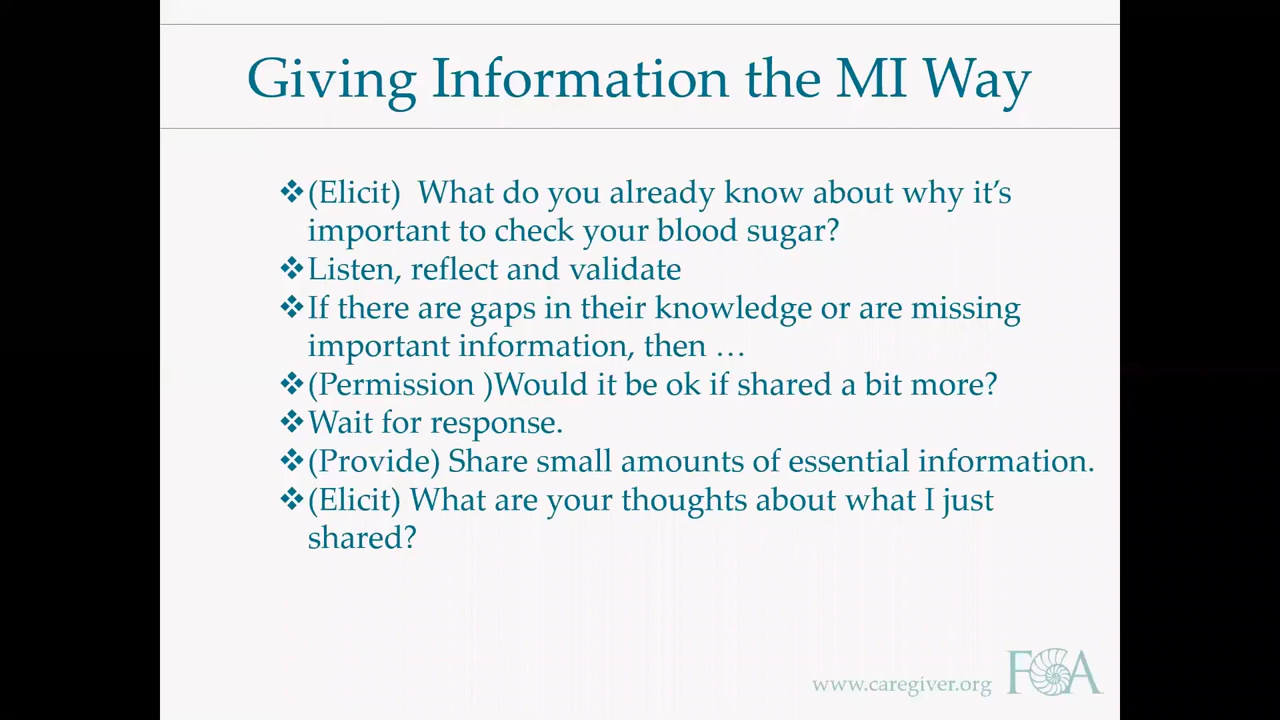 Giving Information the MI Way
❖(Elicit)  What do you already know about why it’s
important to check your blood sugar?
❖Listen, reflect and validate
❖If there are gaps in their knowledge or are missing
important information, then …
❖(Permission )Would it be ok if shared a bit more?
❖Wait for response.
❖(Provide) Share small amounts of essential information.
❖(Elicit) What are your thoughts about what I just
shared?
www.caregiver.org FCA